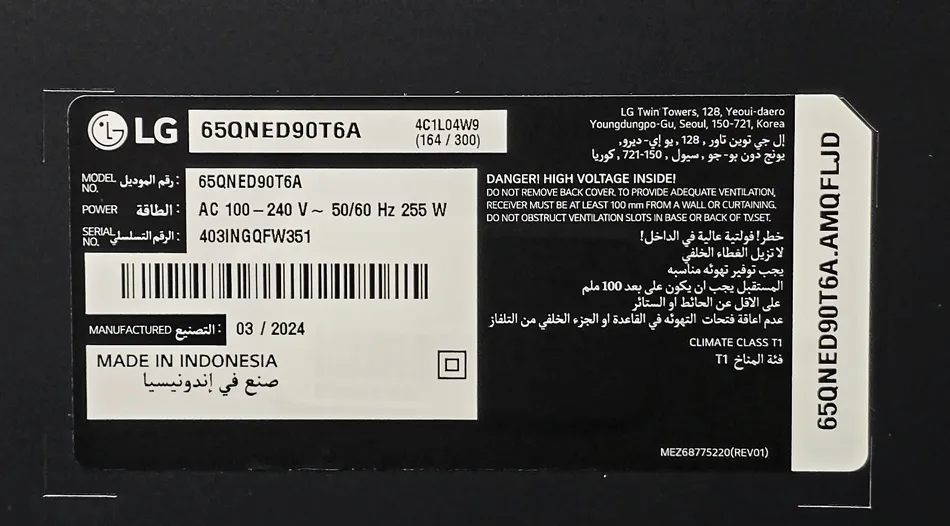 LG 65QNED90T6A 4C1L04W9
(164 / 300)
MODEL NO. رقم الموديل : 65QNED90T6A
POWER الطاقة : AC 100–240 V~ 50/60 Hz 255 W
SERIAL NO. الرقم التسلسلي : 403INGQFW351
MANUFACTURED التصنيع : 03 / 2024
MADE IN INDONESIA
صنع في إندونيسيا
LG Twin Towers, 128, Yeoui-daero
Youngdungpo-Gu, Seoul, 150-721, Korea
إل جي توين تاور , 128 , يو إي- ديرو,
يونج دون بو- جو , سيول , 150-721, كوريا
DANGER! HIGH VOLTAGE INSIDE!
DO NOT REMOVE BACK COVER. TO PROVIDE ADEQUATE VENTILATION,
RECEIVER MUST BE AT LEAST 100 mm FROM A WALL OR CURTAINING.
DO NOT OBSTRUCT VENTILATION SLOTS IN BASE OR BACK OF T.V.SET.
خطر! فولتية عالية في الداخل!
لا تزيل الغطاء الخلفي
يجب توفير تهوئه مناسبه
المستقبل يجب ان يكون على بعد 100 ملم
على الاقل عن الحائط او الستائر
عدم اعاقة فتحات التهوئه في القاعدة او الجزء الخلفي من التلفاز
CLIMATE CLASS T1
فئة المناخ T1
MEZ68775220(REV01)
65QNED90T6A.AMQFLJD